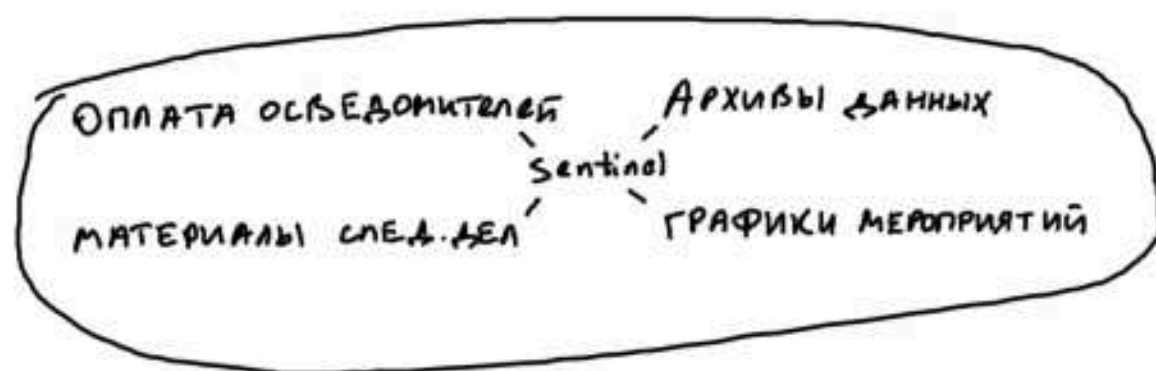 Оплата осведомителей
Архивы данных
Sentinel
материалы след.дел
графики мероприятий